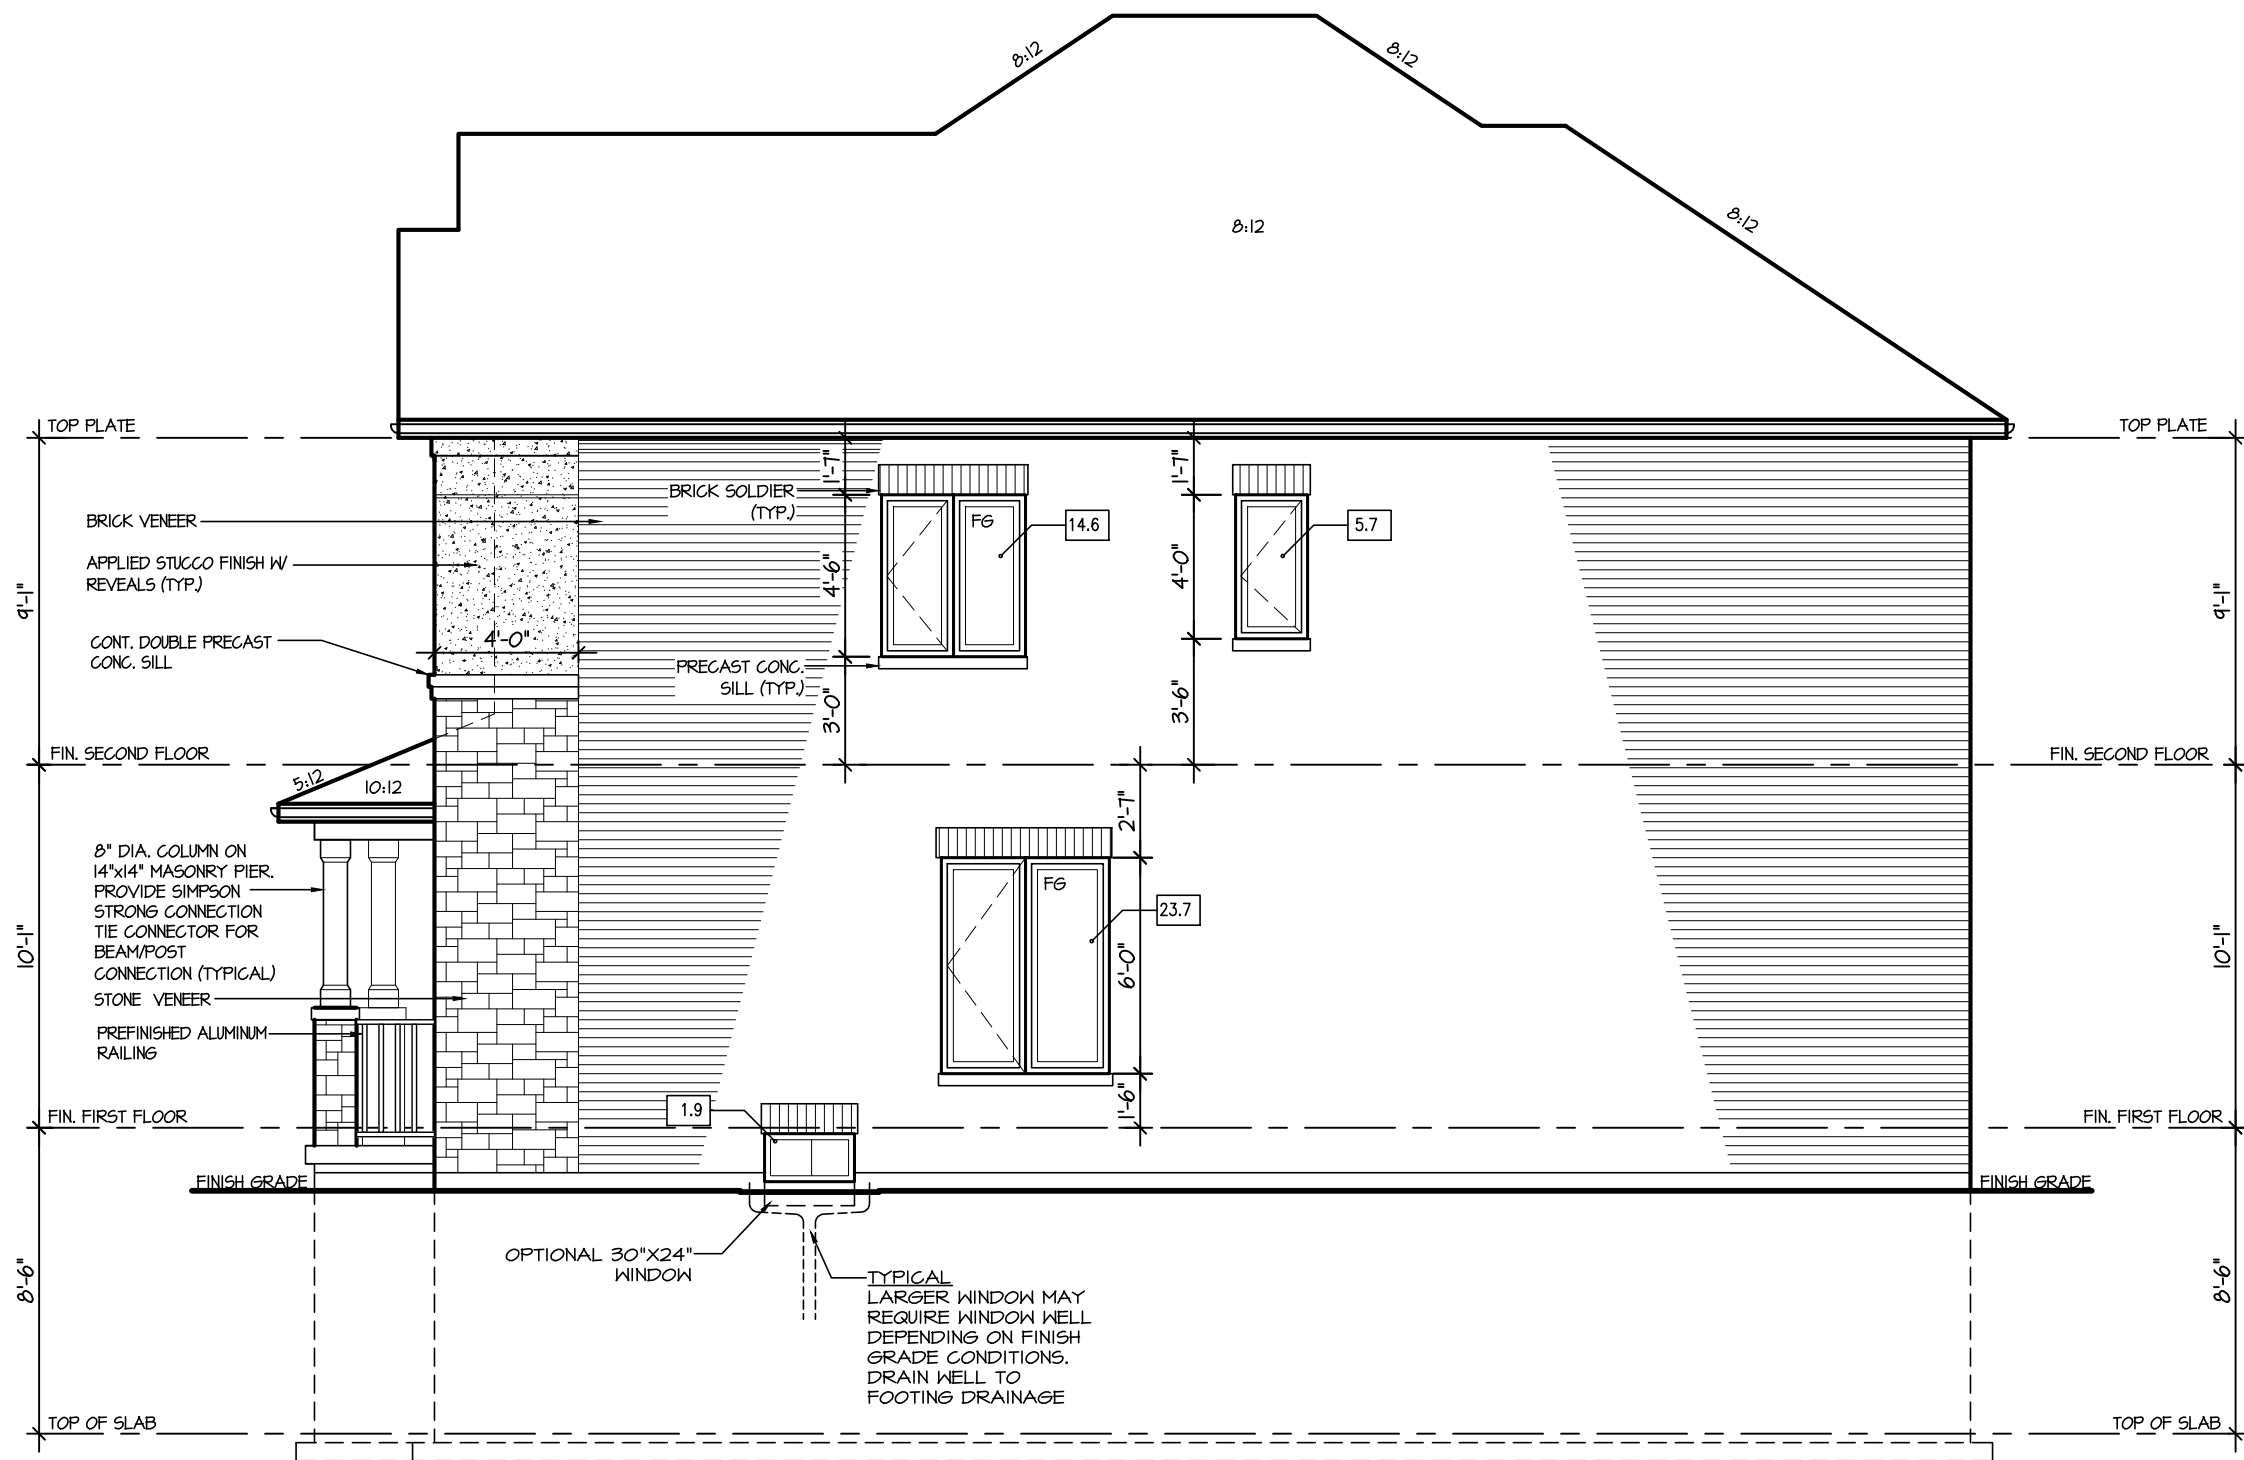 8:12
8:12
8:12
8:12
TOP PLATE
TOP PLATE
1'-7"
1'-7"
BRICK SOLDIER
(TYP.)
BRICK VENEER
FG
14.6
5.7
APPLIED STUCCO FINISH W/
REVEALS (TYP.)
4'-6"
4'-0"
9'-1"
9'-1"
CONT. DOUBLE PRECAST
CONC. SILL
4'-0"
PRECAST CONC.
SILL (TYP.)
3'-0"
3'-6"
FIN. SECOND FLOOR
FIN. SECOND FLOOR
5:12
10:12
2'-7"
8" DIA. COLUMN ON
14"x14" MASONRY PIER.
PROVIDE SIMPSON
STRONG CONNECTION
TIE CONNECTOR FOR
BEAM/POST
CONNECTION (TYPICAL)
FG
23.7
10'-1"
6'-0"
10'-1"
STONE VENEER
PREFINISHED ALUMINUM
RAILING
1.9
1'-6"
FIN. FIRST FLOOR
FIN. FIRST FLOOR
FINISH GRADE
FINISH GRADE
OPTIONAL 30"X24"
WINDOW
8'-6"
8'-6"
TYPICAL
LARGER WINDOW MAY
REQUIRE WINDOW WELL
DEPENDING ON FINISH
GRADE CONDITIONS.
DRAIN WELL TO
FOOTING DRAINAGE
TOP OF SLAB
TOP OF SLAB